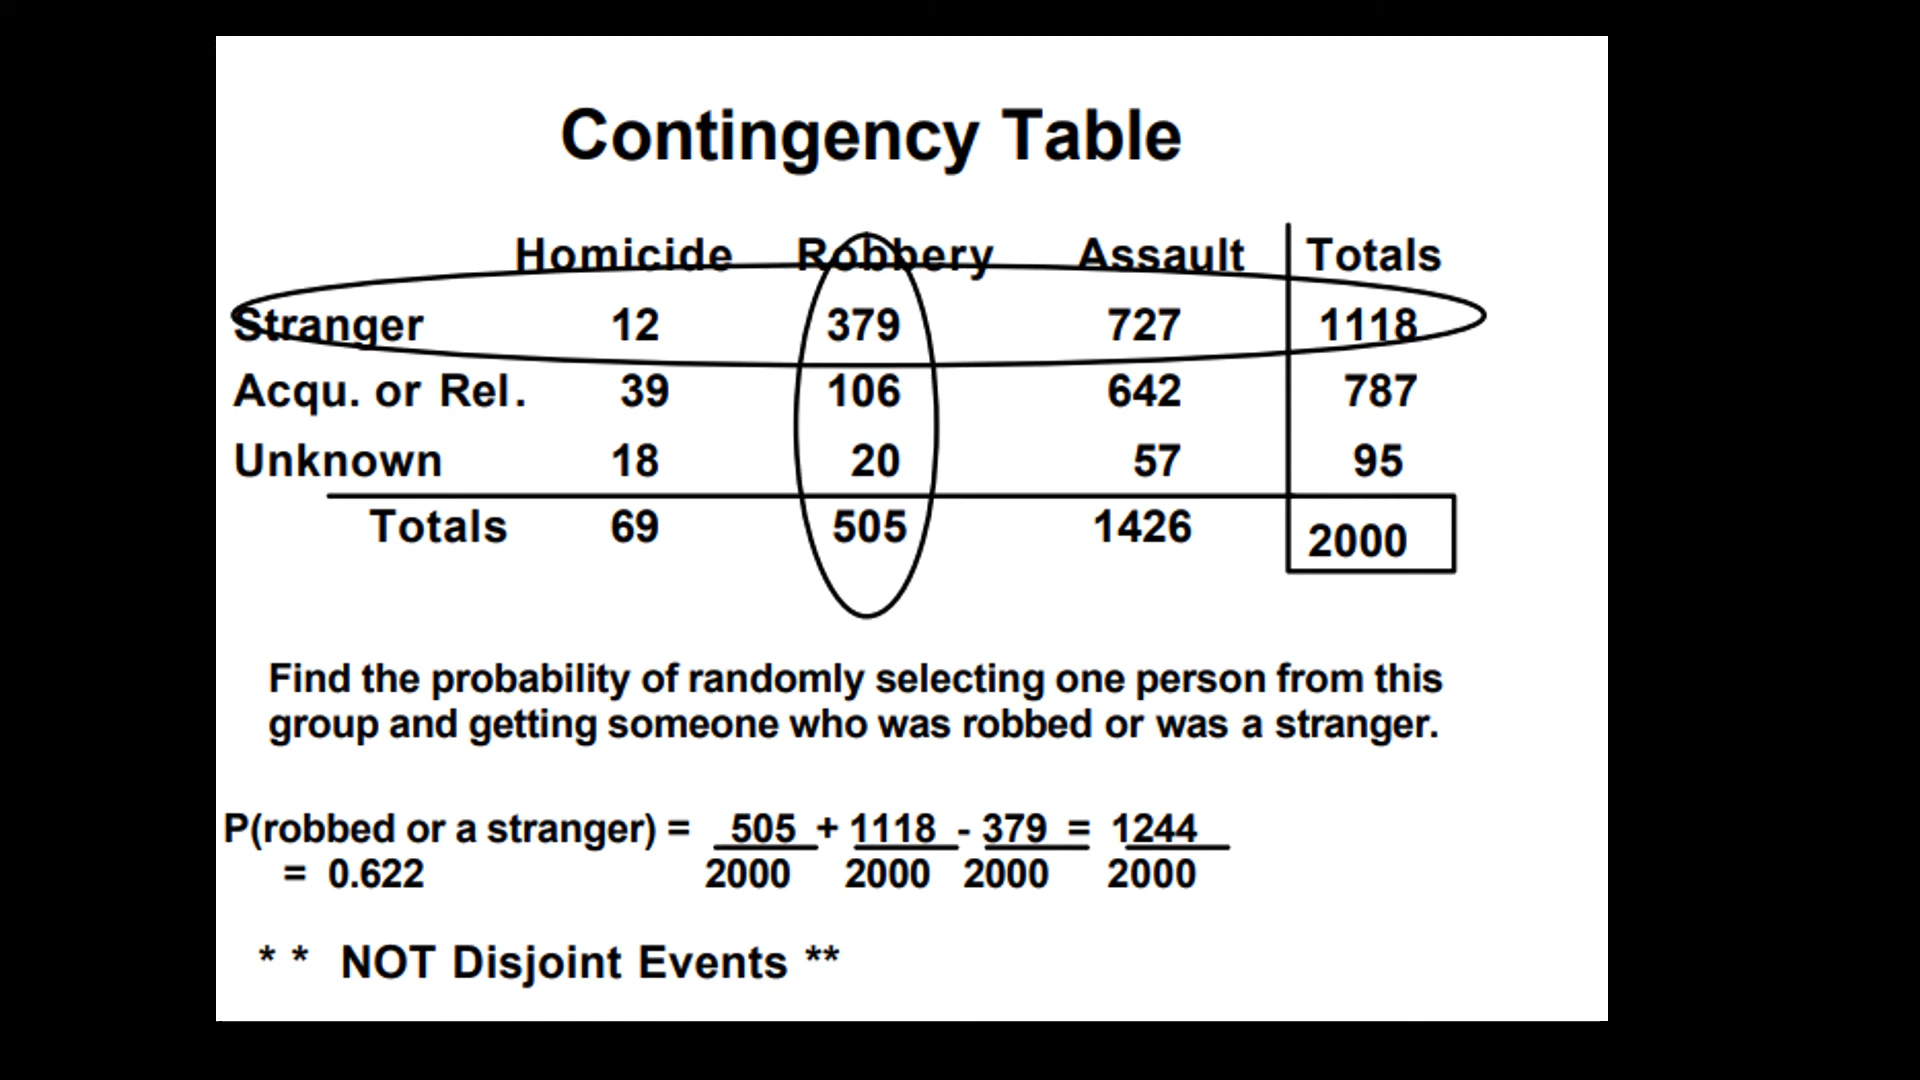 Contingency Table
Homicide Robbery Assault Totals
Stranger 12 379 727 1118
Acqu. or Rel. 39 106 642 787
Unknown 18 20 57 95
Totals 69 505 1426 2000
Find the probability of randomly selecting one person from this
group and getting someone who was robbed or was a stranger.
P(robbed or a stranger) = 505 + 1118 - 379 = 1244
= 0.622 2000 2000 2000 2000
* * NOT Disjoint Events **